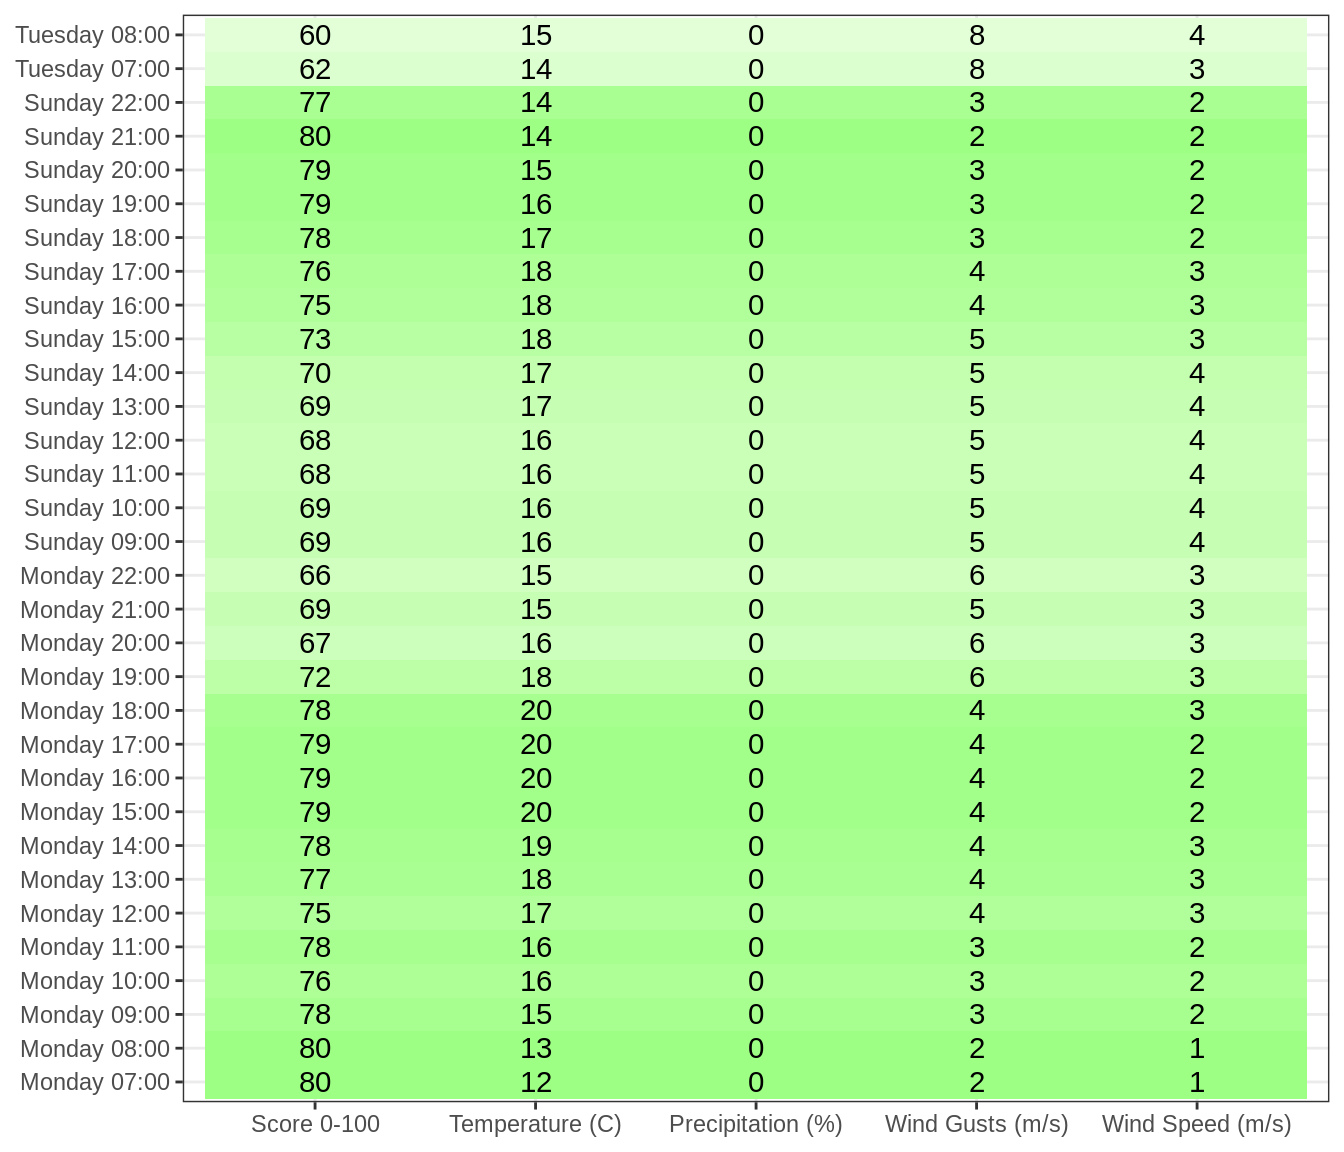 Tuesday 08:00 60 15 0 8 4
Tuesday 07:00 62 14 0 8 3
Sunday 22:00 77 14 0 3 2
Sunday 21:00 80 14 0 2 2
Sunday 20:00 79 15 0 3 2
Sunday 19:00 79 16 0 3 2
Sunday 18:00 78 17 0 3 2
Sunday 17:00 76 18 0 4 3
Sunday 16:00 75 18 0 4 3
Sunday 15:00 73 18 0 5 3
Sunday 14:00 70 17 0 5 4
Sunday 13:00 69 17 0 5 4
Sunday 12:00 68 16 0 5 4
Sunday 11:00 68 16 0 5 4
Sunday 10:00 69 16 0 5 4
Sunday 09:00 69 16 0 5 4
Monday 22:00 66 15 0 6 3
Monday 21:00 69 15 0 5 3
Monday 20:00 67 16 0 6 3
Monday 19:00 72 18 0 6 3
Monday 18:00 78 20 0 4 3
Monday 17:00 79 20 0 4 2
Monday 16:00 79 20 0 4 2
Monday 15:00 79 20 0 4 2
Monday 14:00 78 19 0 4 3
Monday 13:00 77 18 0 4 3
Monday 12:00 75 17 0 4 3
Monday 11:00 78 16 0 3 2
Monday 10:00 76 16 0 3 2
Monday 09:00 78 15 0 3 2
Monday 08:00 80 13 0 2 1
Monday 07:00 80 12 0 2 1
Score 0-100 Temperature (C) Precipitation (%) Wind Gusts (m/s) Wind Speed (m/s)